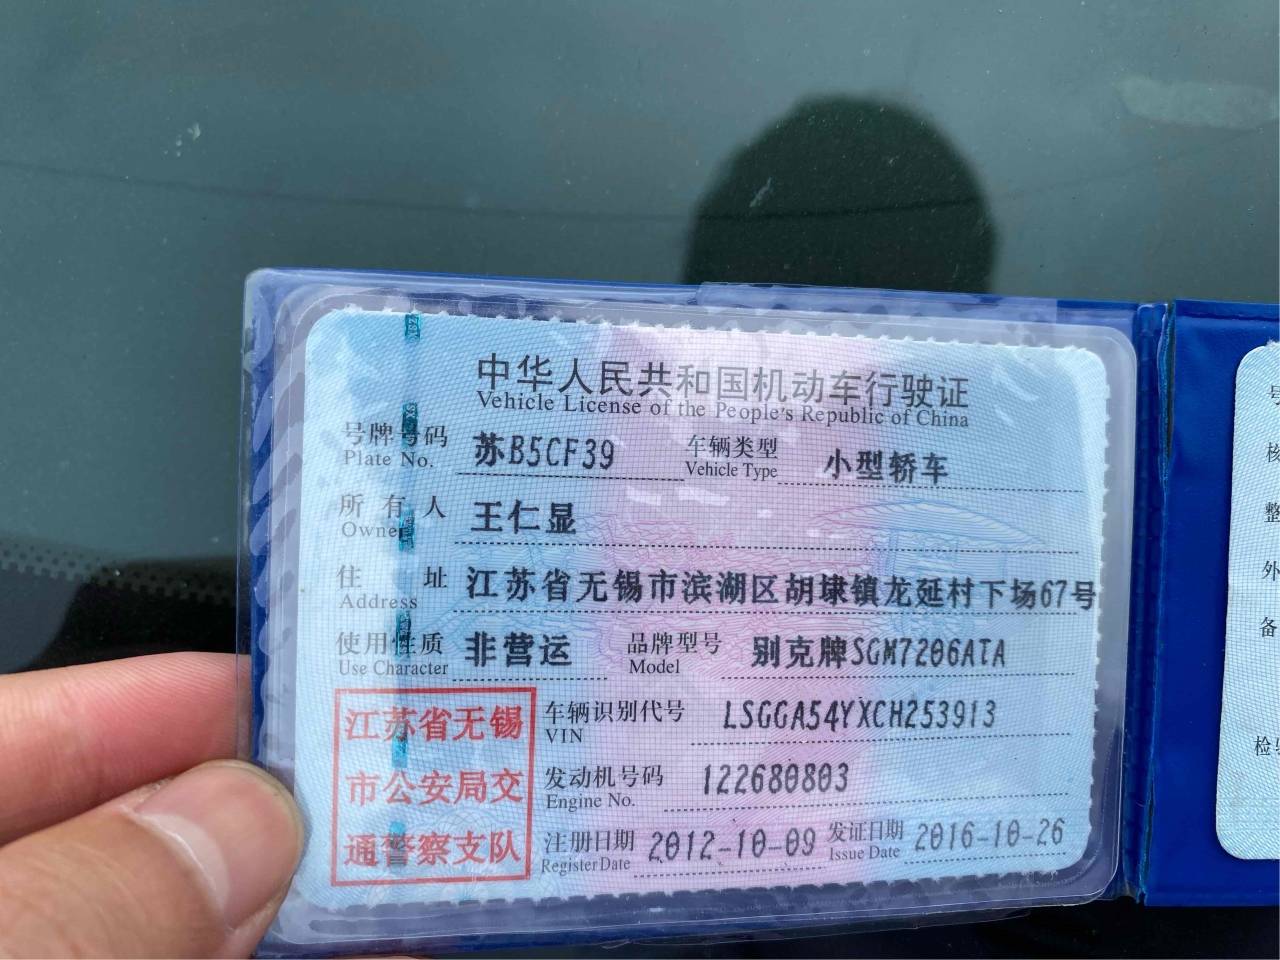 中华人民共和国机动车行驶证
Vehicle License of the People's Republic of China
号牌号码 苏B5CF39 车辆类型 小型轿车
Plate No. Vehicle Type
所有人 王仁显
Owner
住址 江苏省无锡市滨湖区胡埭镇龙延村下场67号
Address
使用性质 非营运 品牌型号 别克牌SGM7206ATA
Use Character Model
江苏省无锡
市公安局交
通警察支队
车辆识别代号 LSGGA54YXCH253913
VIN
发动机号码 122680803
Engine No.
注册日期 2012-10-09 发证日期 2016-10-26
Register Date Issue Date
号
核
整
外
备
检验